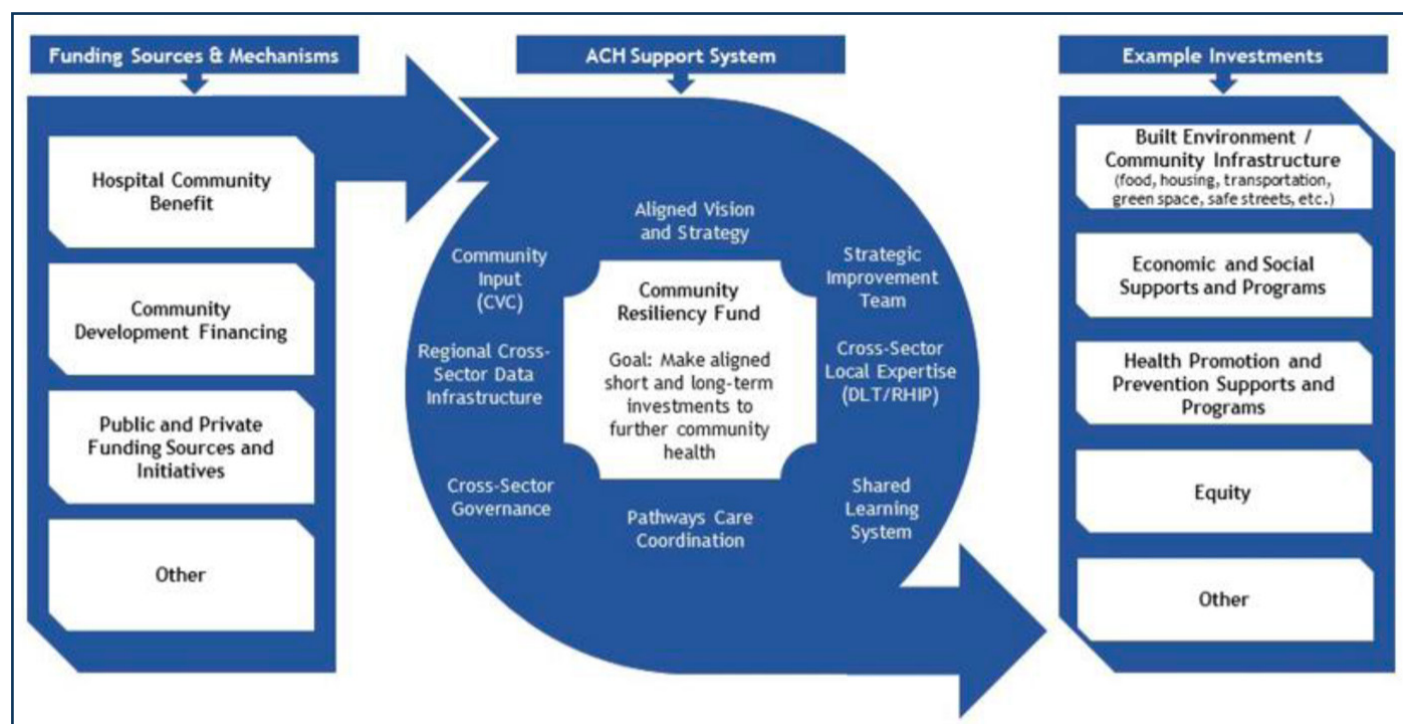 Funding Sources & Mechanisms
Hospital Community
Benefit
Community
Development Financing
Public and Private
Funding Sources and
Initiatives
Other
ACH Support System
Aligned Vision
and Strategy
Community
Input
(CVC)
Regional Cross-
Sector Data
Infrastructure
Cross-Sector
Governance
Community
Resiliency Fund
Goal: Make aligned
short and long-term
investments to
further community
health
Strategic
Improvement
Team
Cross-Sector
Local Expertise
(DLT/RHIP)
Shared
Learning
System
Pathways Care
Coordination
Example Investments
Built Environment /
Community Infrastructure
(food, housing, transportation,
green space, safe streets, etc.)
Economic and Social
Supports and Programs
Health Promotion and
Prevention Supports and
Programs
Equity
Other